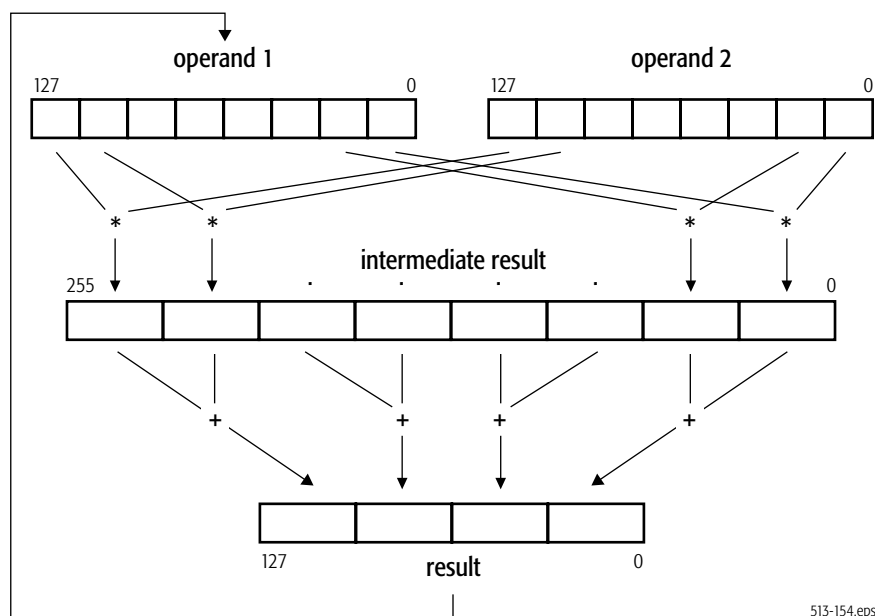 operand 1
operand 2
127
0
127
0
*
*
*
*
intermediate result
255
. . . .
0
+
+
+
+
127
result
0
513-154.eps